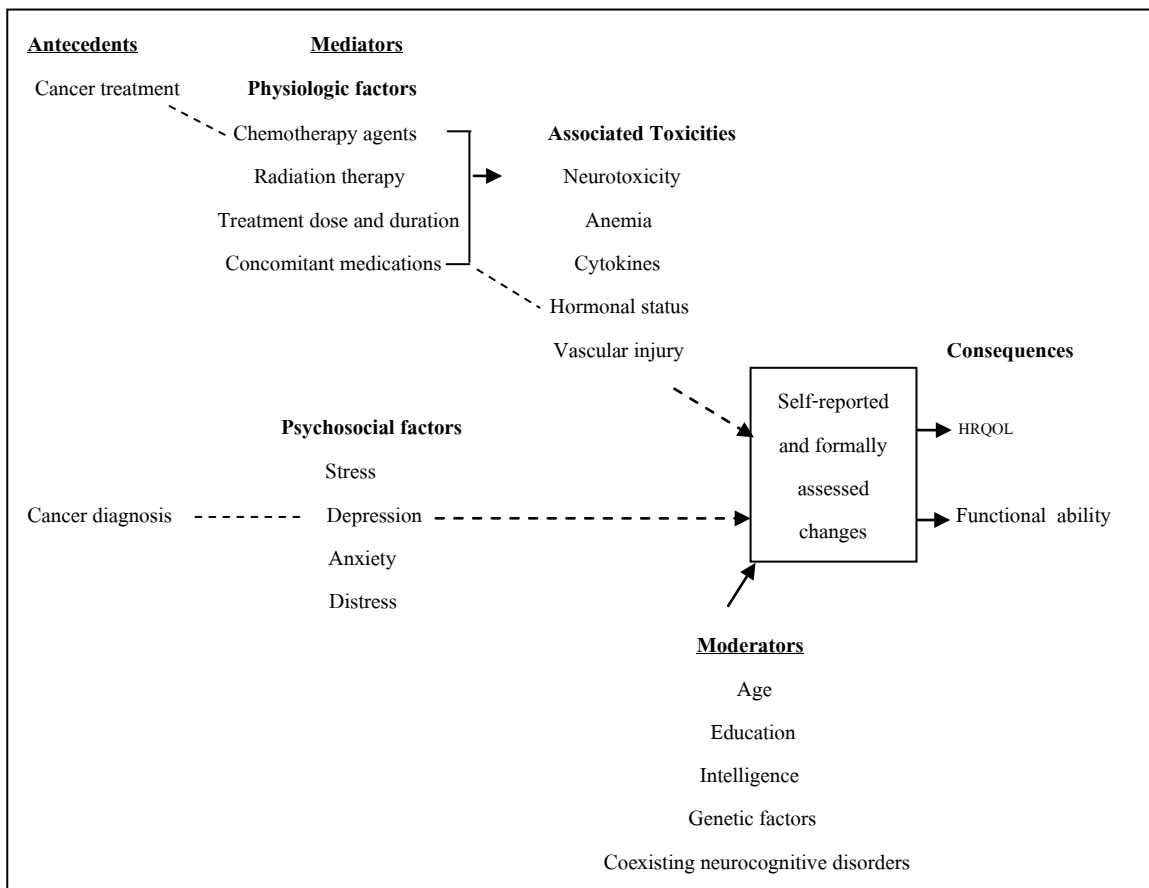 Antecedents
Mediators
Cancer treatment
Physiologic factors
Chemotherapy agents
Radiation therapy
Treatment dose and duration
Concomitant medications
Associated Toxicities
Neurotoxicity
Anemia
Cytokines
Hormonal status
Vascular injury
Psychosocial factors
Stress
Cancer diagnosis
Depression
Anxiety
Distress
Self-reported
and formally
assessed
changes
Consequences
HRQOL
Functional ability
Moderators
Age
Education
Intelligence
Genetic factors
Coexisting neurocognitive disorders